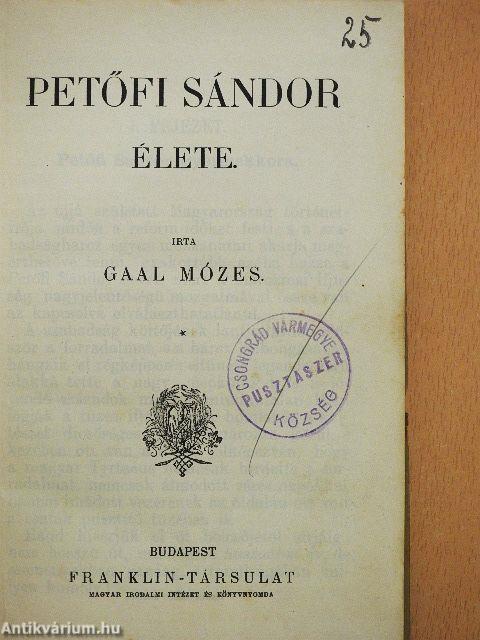 25
PETŐFI SÁNDOR
ÉLETE.
IRTA
GAAL MÓZES.
*
CSONGRÁD VÁRMEGYE
PUSZTASZER
KÖZSÉG
BUDAPEST
FRANKLIN-TÁRSULAT
MAGYAR IRODALMI INTÉZET ÉS KÖNYVNYOMDA
Antikvárium.hu